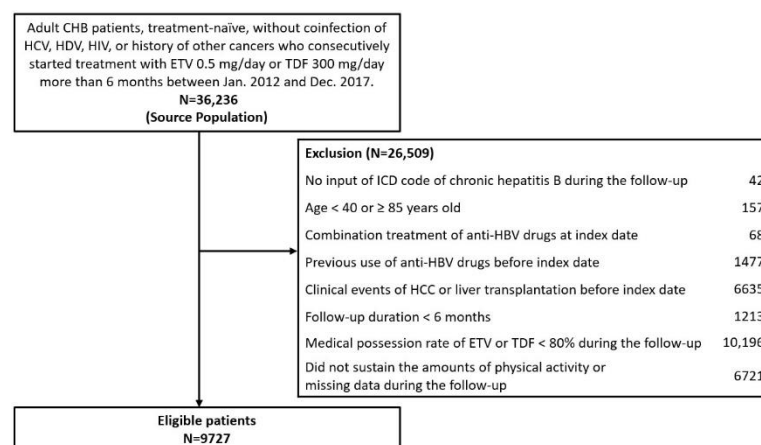 Adult CHB patients, treatment-naïve, without coinfection of
HCV, HDV, HIV, or history of other cancers who consecutively
started treatment with ETV 0.5 mg/day or TDF 300 mg/day
more than 6 months between Jan. 2012 and Dec. 2017.
N=36,236
(Source Population)
Exclusion (N=26,509)
No input of ICD code of chronic hepatitis B during the follow-up 42
Age < 40 or ≥ 85 years old 157
Combination treatment of anti-HBV drugs at index date 68
Previous use of anti-HBV drugs before index date 1477
Clinical events of HCC or liver transplantation before index date 6635
Follow-up duration < 6 months 1213
Medical possession rate of ETV or TDF < 80% during the follow-up 10,196
Did not sustain the amounts of physical activity or
missing data during the follow-up 6721
Eligible patients
N=9727